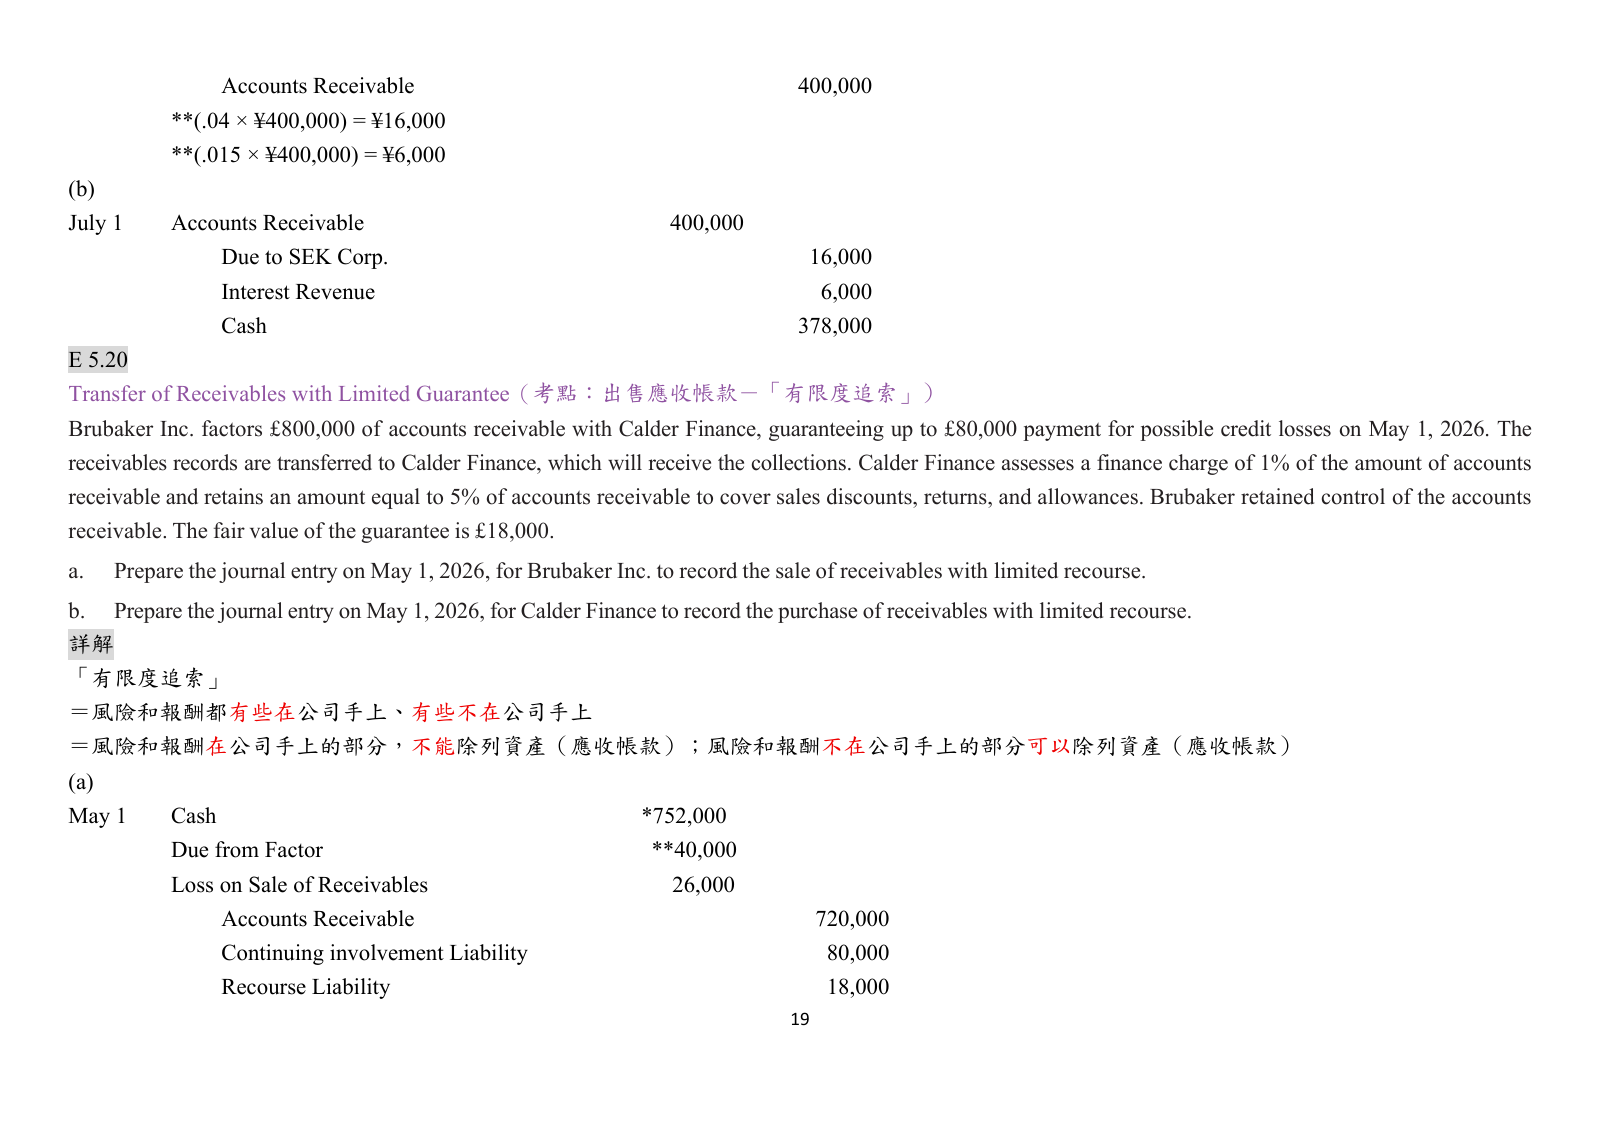 Accounts Receivable 400,000
**(.04 × ¥400,000) = ¥16,000
**(.015 × ¥400,000) = ¥6,000
(b)
July 1 Accounts Receivable 400,000
Due to SEK Corp. 16,000
Interest Revenue 6,000
Cash 378,000
E 5.20
Transfer of Receivables with Limited Guarantee（考點：出售應收帳款－「有限度追索」）
Brubaker Inc. factors £800,000 of accounts receivable with Calder Finance, guaranteeing up to £80,000 payment for possible credit losses on May 1, 2026. The
receivables records are transferred to Calder Finance, which will receive the collections. Calder Finance assesses a finance charge of 1% of the amount of accounts
receivable and retains an amount equal to 5% of accounts receivable to cover sales discounts, returns, and allowances. Brubaker retained control of the accounts
receivable. The fair value of the guarantee is £18,000.
a. Prepare the journal entry on May 1, 2026, for Brubaker Inc. to record the sale of receivables with limited recourse.
b. Prepare the journal entry on May 1, 2026, for Calder Finance to record the purchase of receivables with limited recourse.
詳解
「有限度追索」
＝風險和報酬都有些在公司手上、有些不在公司手上
＝風險和報酬在公司手上的部分，不能除列資產（應收帳款）；風險和報酬不在公司手上的部分可以除列資產（應收帳款）
(a)
May 1 Cash *752,000
Due from Factor **40,000
Loss on Sale of Receivables 26,000
Accounts Receivable 720,000
Continuing involvement Liability 80,000
Recourse Liability 18,000
19